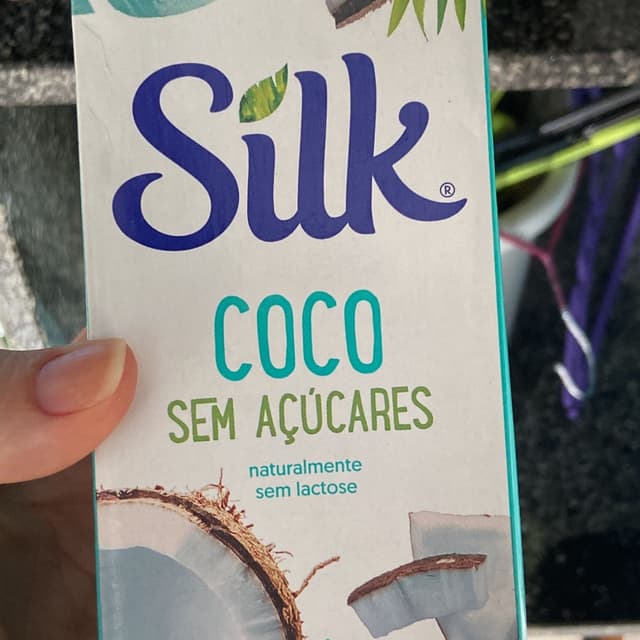 Silk®
COCO
SEM AÇÚCARES
naturalmente
sem lactose